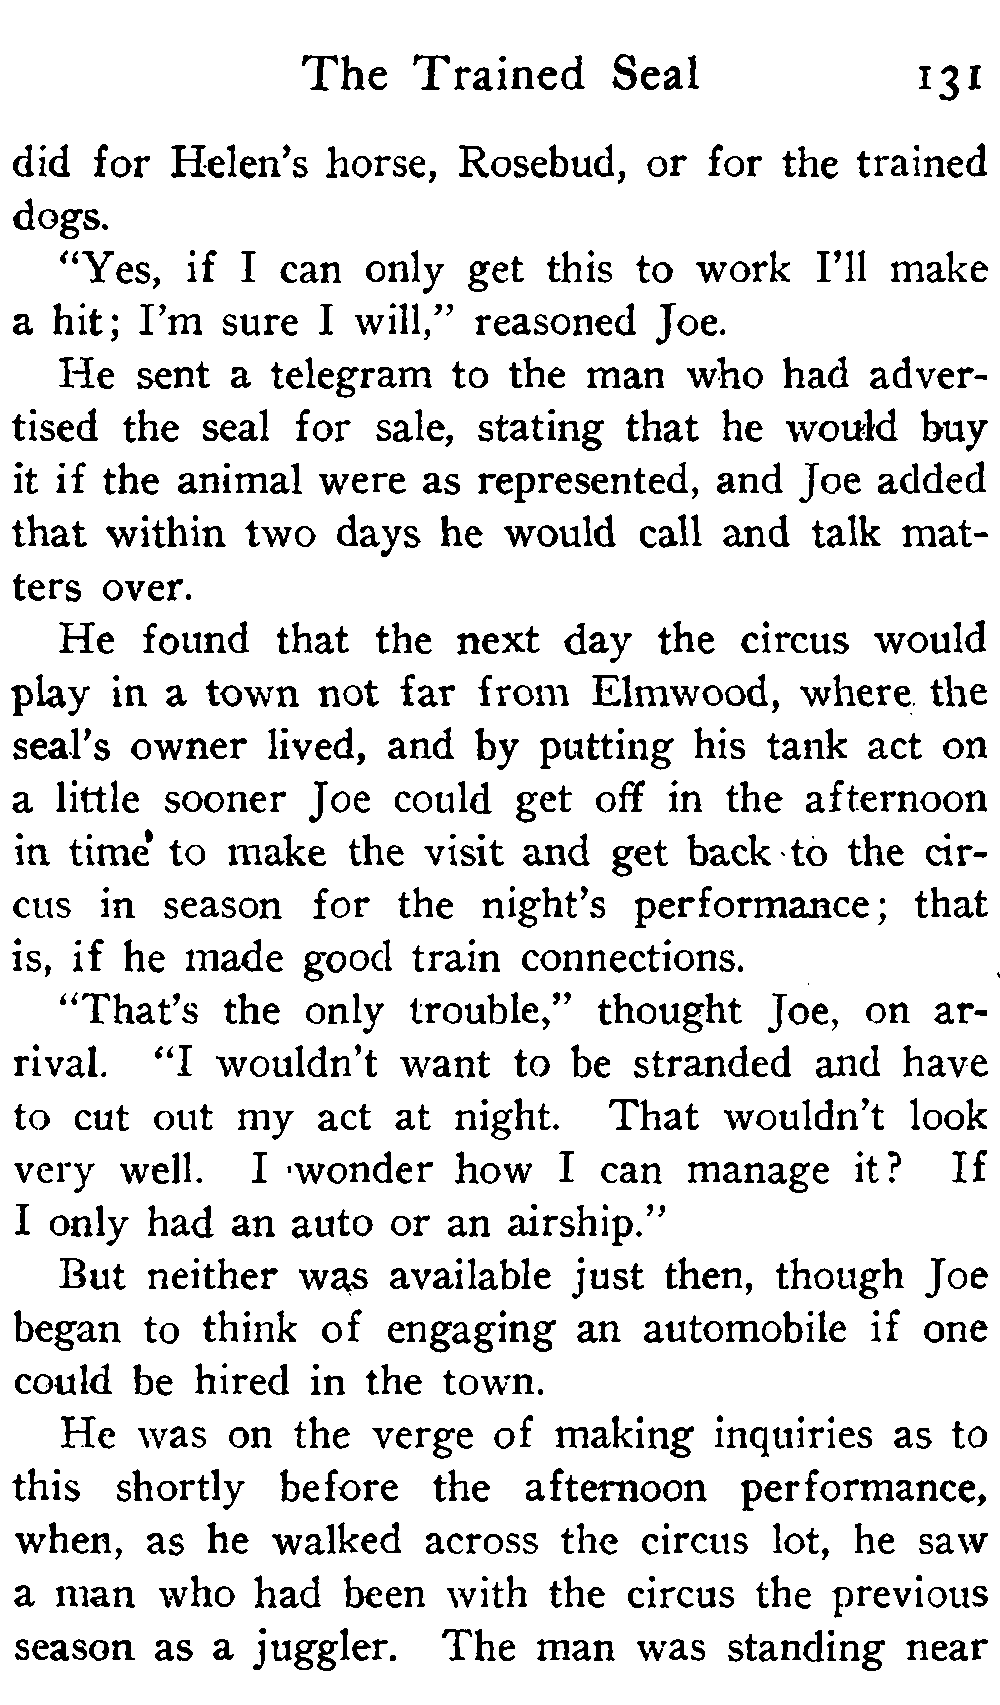 The Trained Seal 131
did for Helen's horse, Rosebud, or for the trained
dogs.
"Yes, if I can only get this to work I'll make
a hit; I'm sure I will," reasoned Joe.
He sent a telegram to the man who had adver-
tised the seal for sale, stating that he would buy
it if the animal were as represented, and Joe added
that within two days he would call and talk mat-
ters over.
He found that the next day the circus would
play in a town not far from Elmwood, where the
seal's owner lived, and by putting his tank act on
a little sooner Joe could get off in the afternoon
in time to make the visit and get back to the cir-
cus in season for the night's performance; that
is, if he made good train connections.
"That's the only trouble," thought Joe, on ar-
rival. "I wouldn't want to be stranded and have
to cut out my act at night. That wouldn't look
very well. I wonder how I can manage it? If
I only had an auto or an airship."
But neither was available just then, though Joe
began to think of engaging an automobile if one
could be hired in the town.
He was on the verge of making inquiries as to
this shortly before the afternoon performance,
when, as he walked across the circus lot, he saw
a man who had been with the circus the previous
season as a juggler. The man was standing near